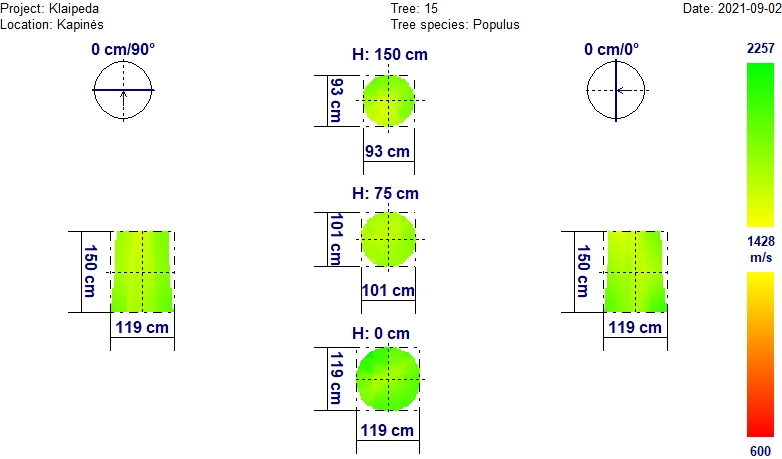 Project: Klaipeda
Tree: 15
Date: 2021-09-02
Location: Kapinės
Tree species: Populus
0 cm/90°
H: 150 cm
0 cm/0°
2257
93 cm
93 cm
H: 75 cm
101 cm
101 cm
150 cm
119 cm
150 cm
119 cm
1428
m/s
H: 0 cm
119 cm
119 cm
600